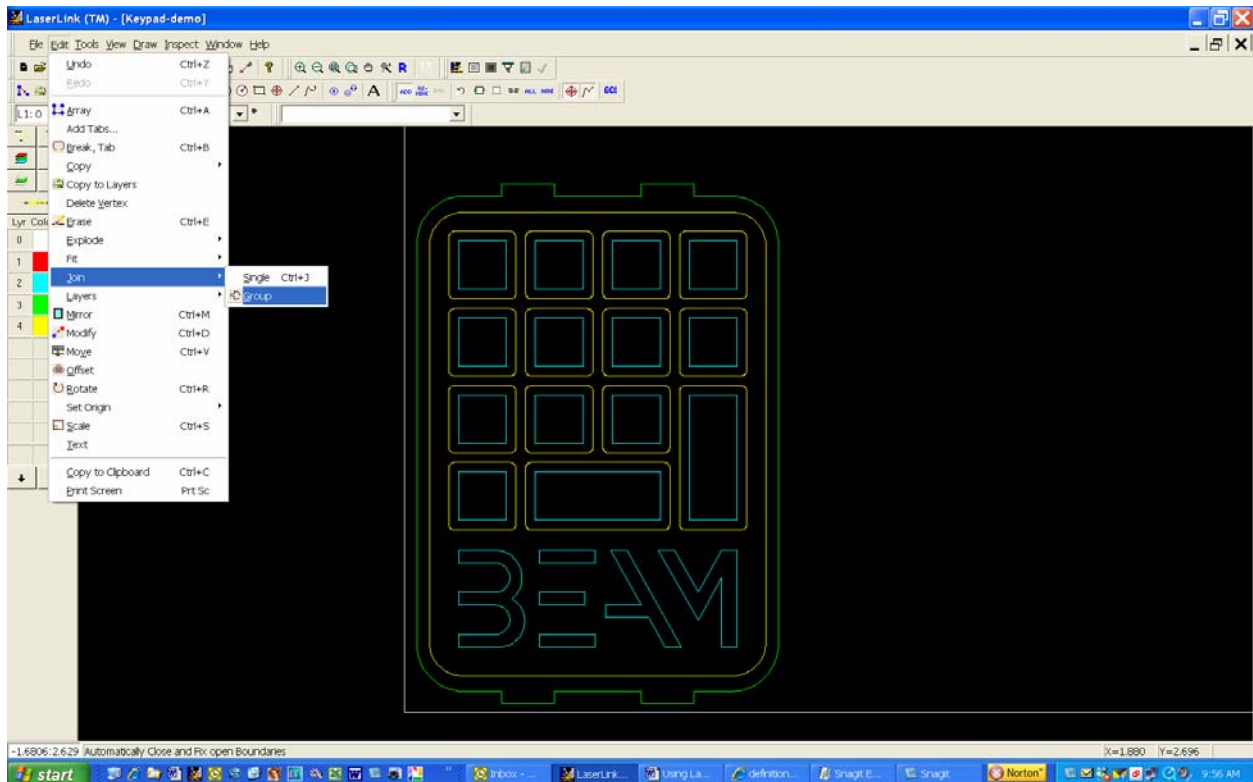 LaserLink (TM) - [Keypad-demo]
File Edit Tools View Draw Inspect Window Help
Undo Ctrl+Z
Redo Ctrl+Y
Array Ctrl+A
Add Tabs...
Break, Tab Ctrl+B
Copy
Copy to Layers
Delete Vertex
Erase Ctrl+E
Explode
Fit
Join
Single Ctrl+J
Group
Layers
Mirror Ctrl+M
Modify Ctrl+D
Move Ctrl+V
Offset
Rotate Ctrl+R
Set Origin
Scale Ctrl+S
Text
Copy to Clipboard Ctrl+C
Print Screen Prt Sc
R
A ADD ALL GO!
L1: 0
Lyr Colo
0
1
2
3
4
BEAM
-1.6806:2.629 Automatically Close and Fix open Boundaries X=1.880 Y=2.696
start Inbox - ... LaserLink... Using La... definition... SnagIt E... SnagIt Norton 9:56 AM